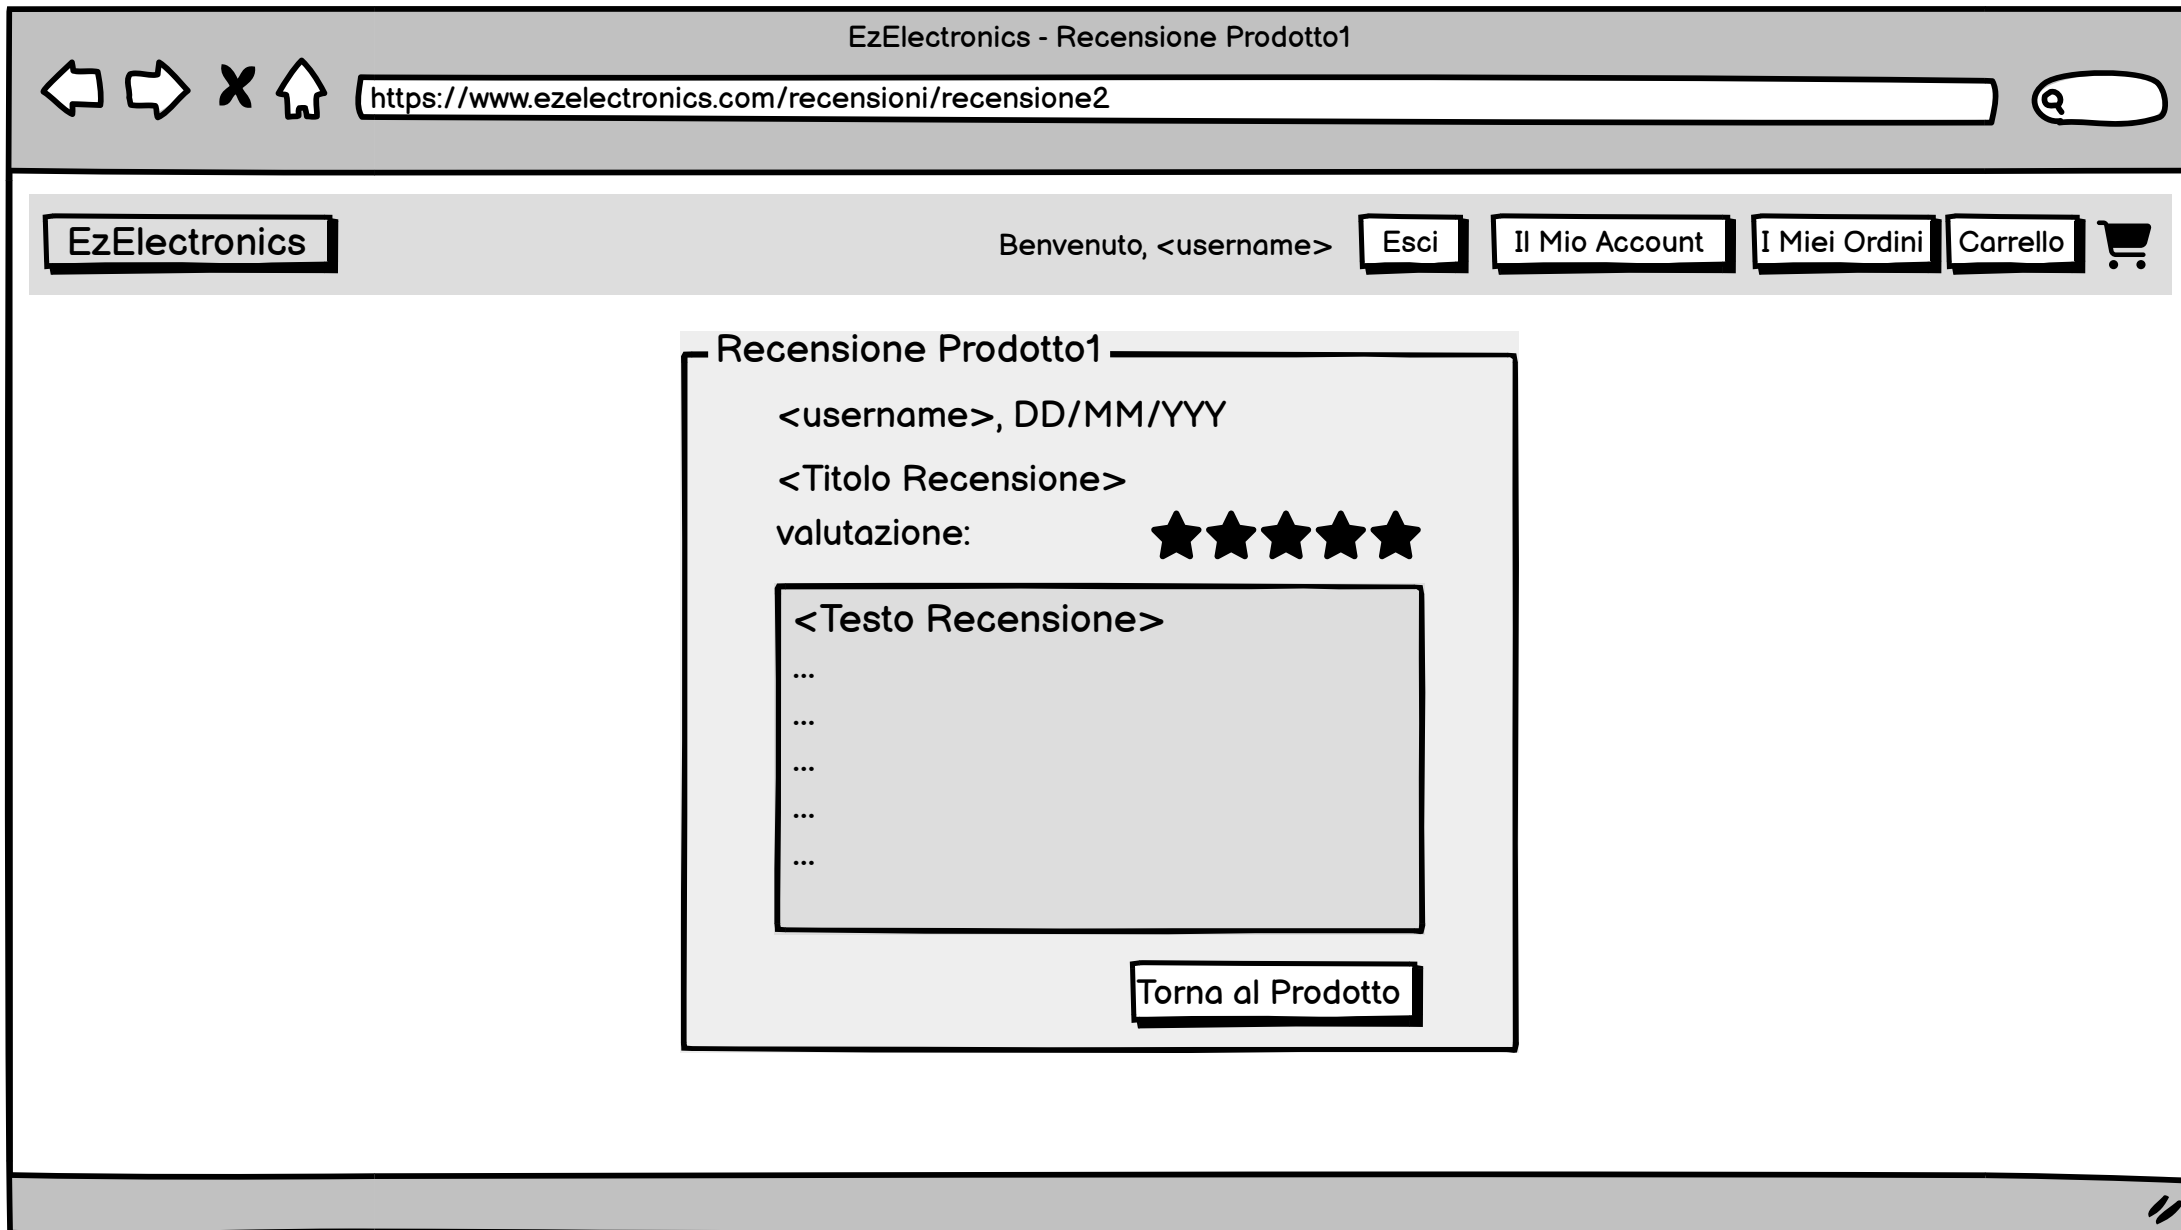 EzElectronics - Recensione Prodotto1
https://www.ezelectronics.com/recensioni/recensione2
EzElectronics Benvenuto, <username> Esci Il Mio Account I Miei Ordini Carrello
Recensione Prodotto1
<username>, DD/MM/YYY
<Titolo Recensione>
valutazione:
<Testo Recensione>
...
...
...
...
...
Torna al Prodotto